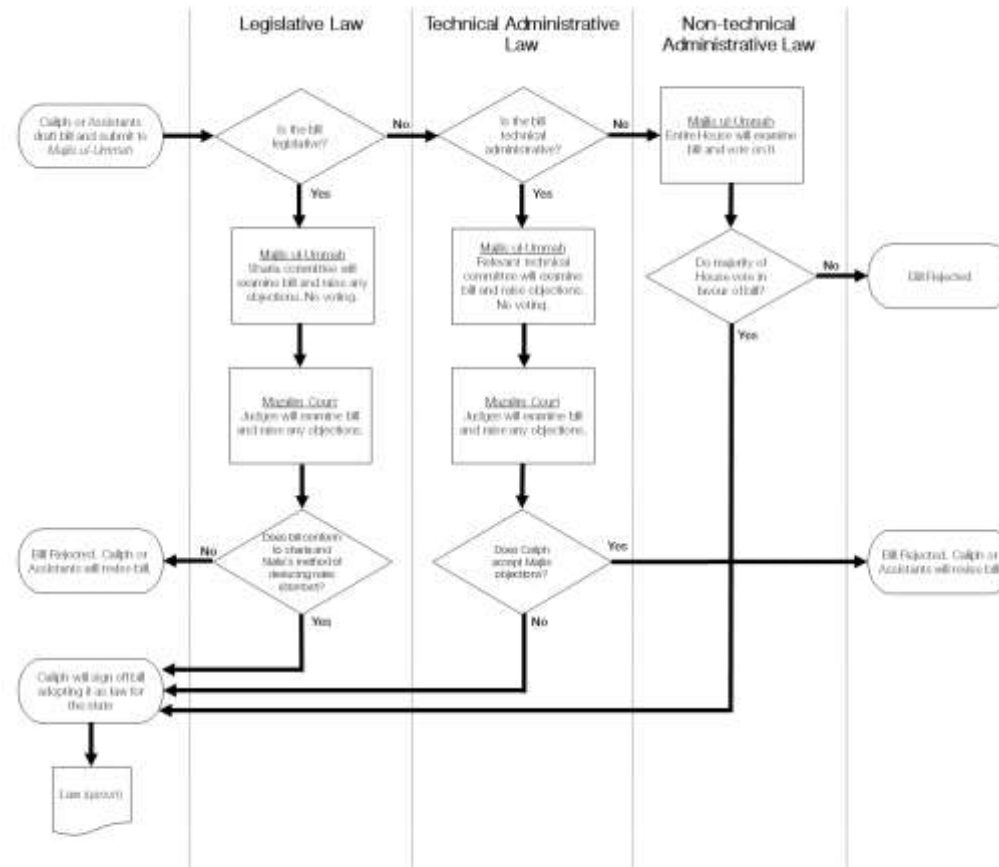 Legislative Law
Technical Administrative
Law
Non-technical
Administrative Law
Caliph or Assistants
draft bill and submit to
Majlis ul-Ummah
Is the bill
legislative?
No
Is the bill
technical
administrative?
No
Majlis ul-Ummah
Entire House will examine
bill and vote on it.
Yes
Yes
Majlis ul-Ummah
Sharia committee will
examine bill and raise any
objections. No voting.
Majlis ul-Ummah
Relevant technical
committee will examine
bill and raise objections.
No voting.
Do majority of
House vote in
favour of bill?
No
Bill Rejected.
Yes
Mazalim Court
Judges will examine bill
and raise any objections.
Mazalim Court
Judges will examine bill
and raise any objections.
Bill Rejected. Caliph or
Assistants will revise bill.
No
Does bill conform
to sharia and
State's method of
deducing rules
Yes
Does Caliph
accept Majlis
objections?
Yes
No
Bill Rejected. Caliph or
Assistants will revise bill
Caliph will sign off bill
adopting it as law for
the state
Law (qanun)